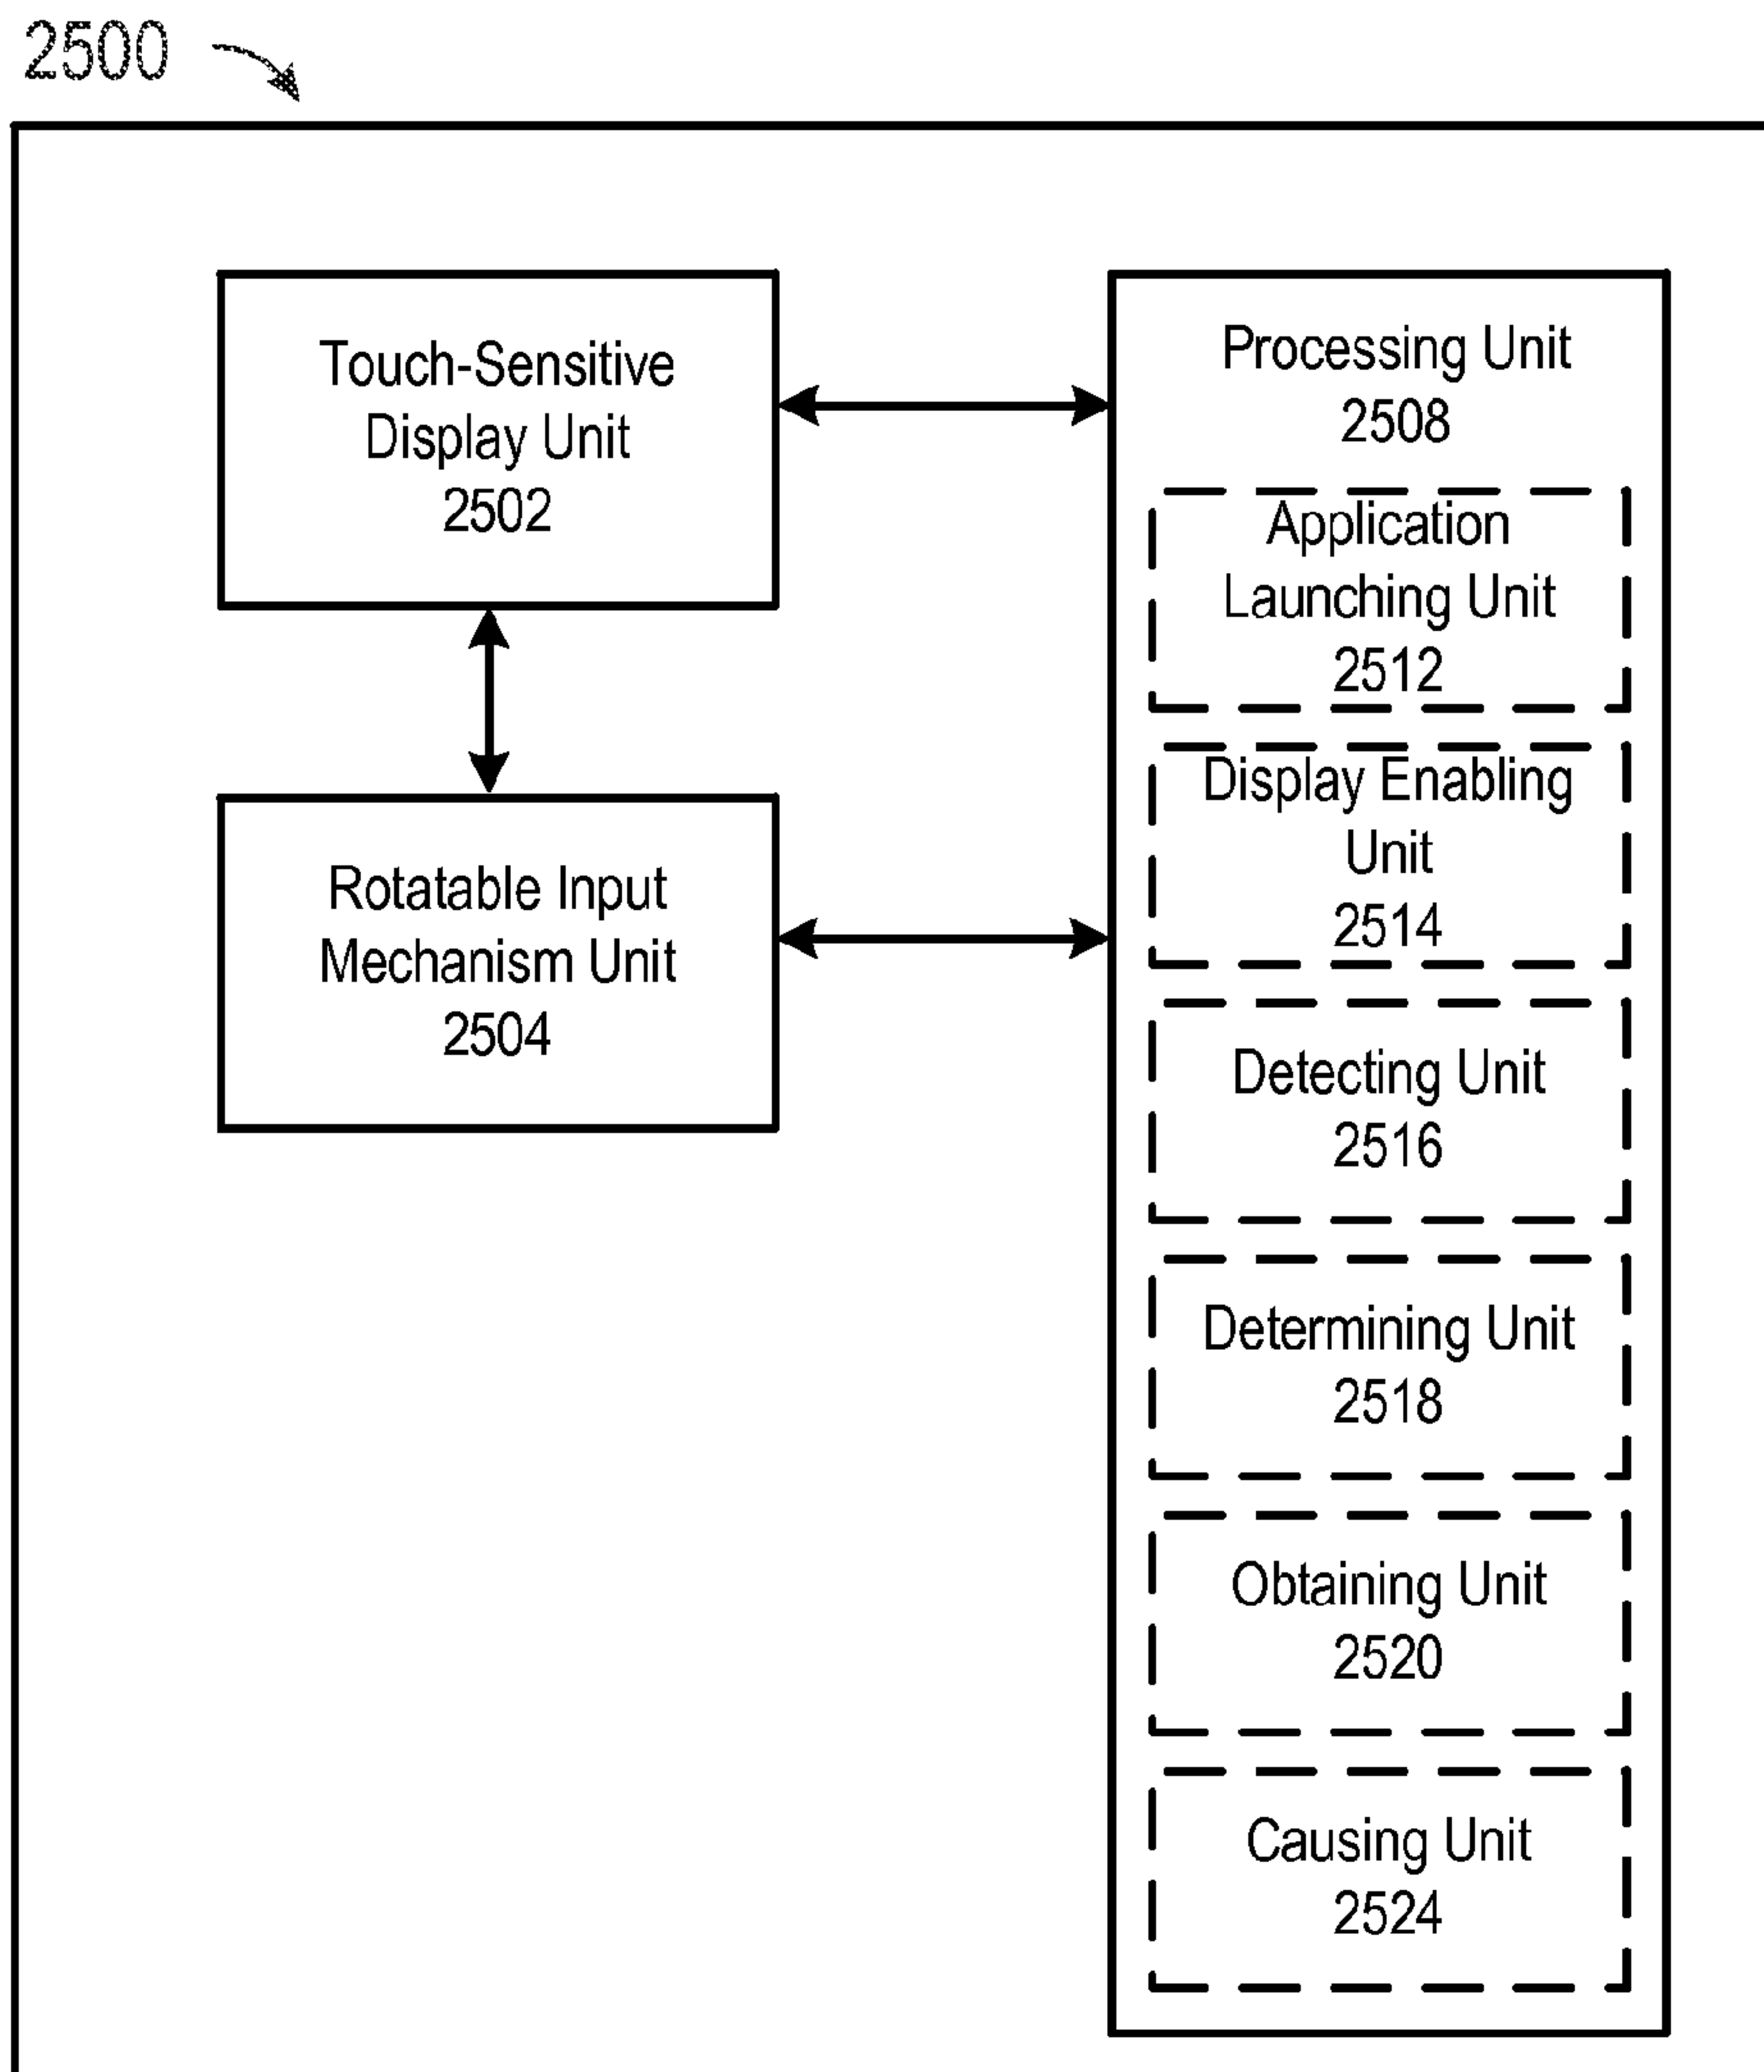 2500
Touch-Sensitive
Display Unit
2502
Rotatable Input
Mechanism Unit
2504
Processing Unit
2508
Application
Launching Unit
2512
Display Enabling
Unit
2514
Detecting Unit
2516
Determining Unit
2518
Obtaining Unit
2520
Causing Unit
2524